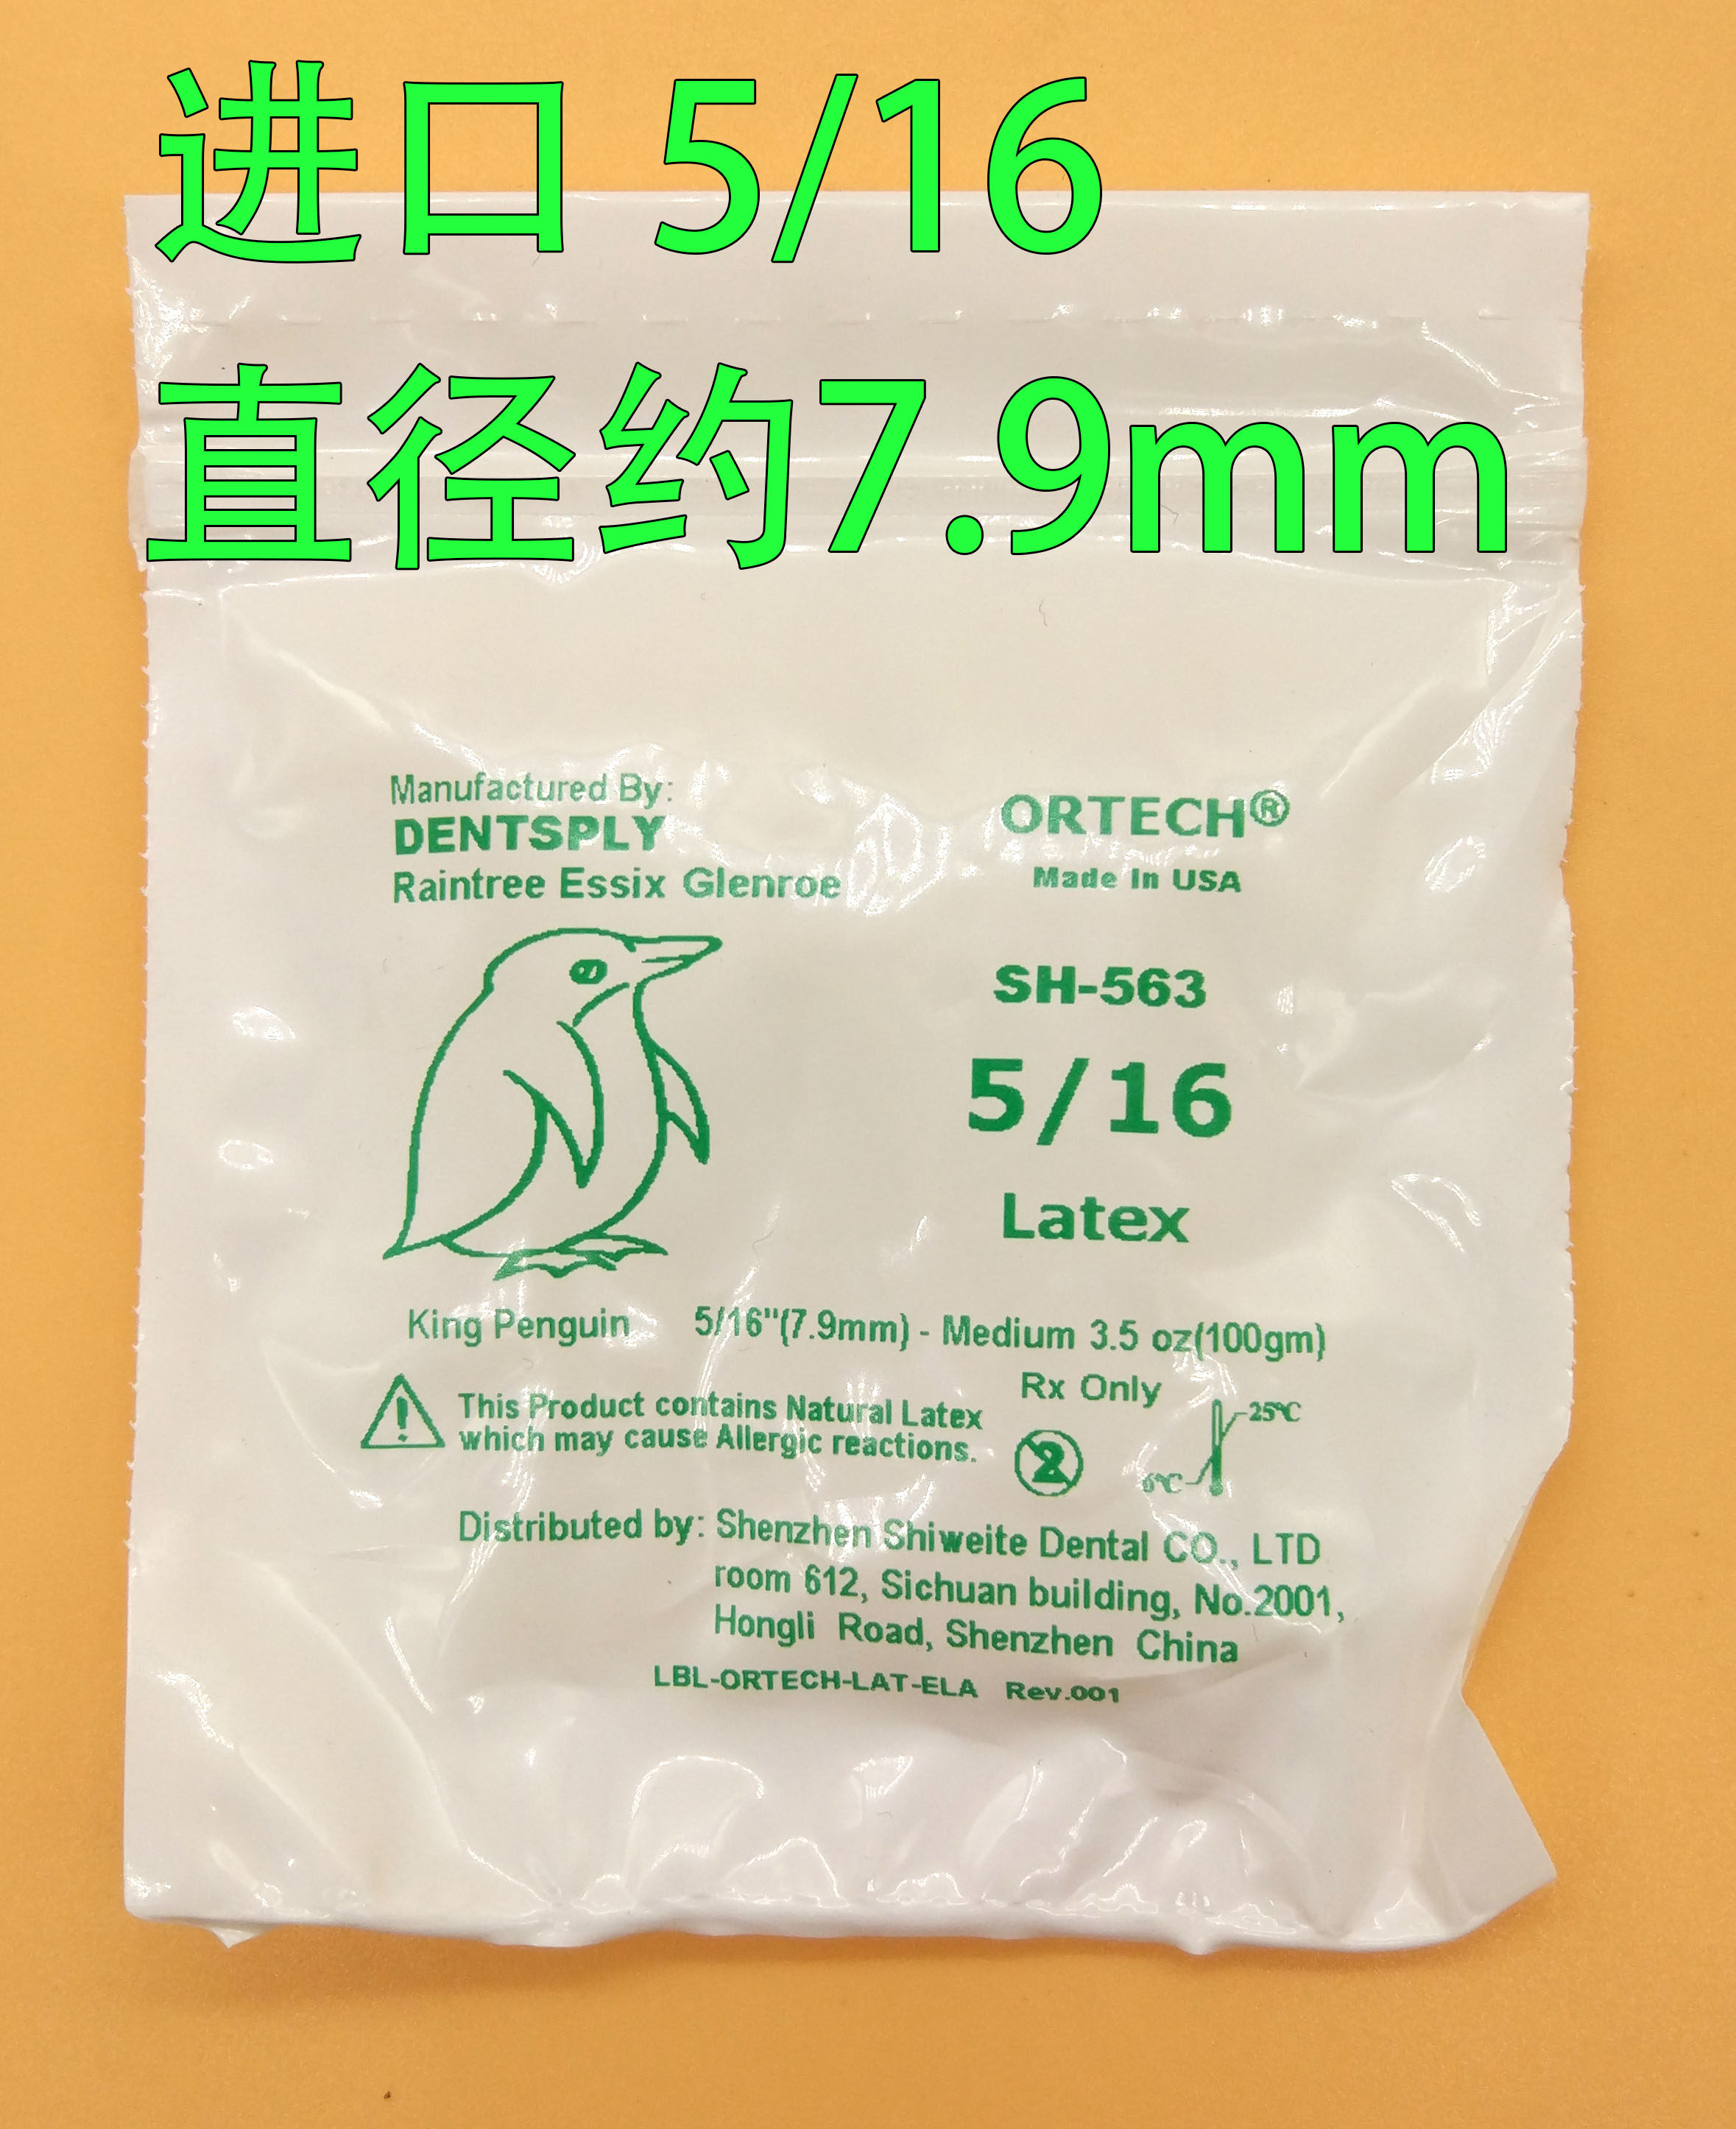 进口 5/16
直径约7.9mm
Manufactured By:
DENTSPLY
Raintree Essix Glenroe
ORTECH®
Made In USA
SH-563
5/16
Latex
King Penguin 5/16"(7.9mm) - Medium 3.5 oz(100gm)
Rx Only
This Product contains Natural Latex
which may cause Allergic reactions.
2
25℃
6℃
Distributed by: Shenzhen Shiweite Dental CO., LTD
room 612, Sichuan building, No.2001,
Hongli Road, Shenzhen China
LBL-ORTECH-LAT-ELA Rev.001